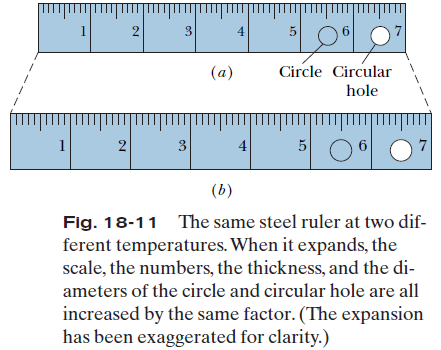 1 2 3 4 5 6 7
(a) Circle Circular
hole
1 2 3 4 5 6 7
(b)
Fig. 18-11 The same steel ruler at two dif-
ferent temperatures. When it expands, the
scale, the numbers, the thickness, and the di-
ameters of the circle and circular hole are all
increased by the same factor. (The expansion
has been exaggerated for clarity.)